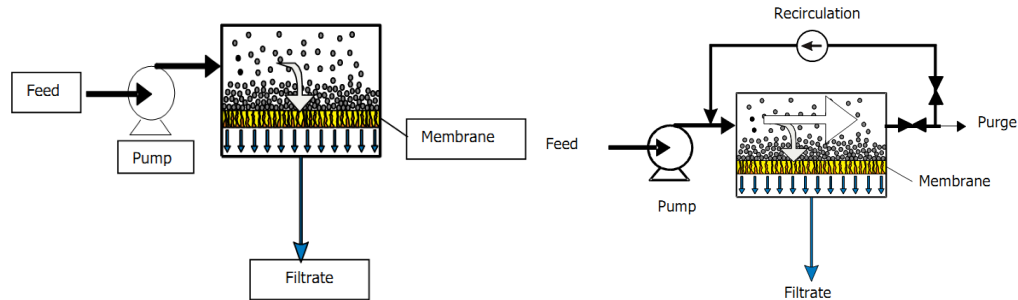 Feed
Pump
Membrane
Filtrate
Recirculation
Feed
Pump
Purge
Membrane
Filtrate